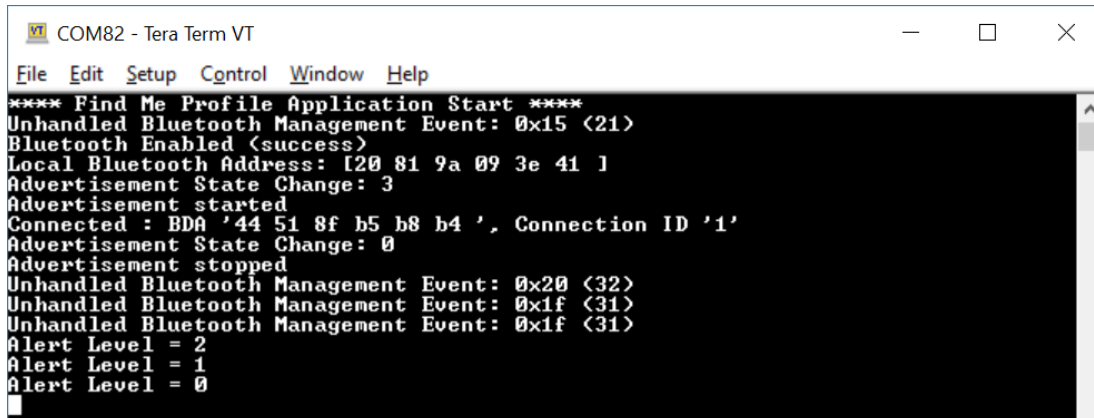 COM82 - Tera Term VT
File Edit Setup Control Window Help
**** Find Me Profile Application Start ****
Unhandled Bluetooth Management Event: 0x15 (21)
Bluetooth Enabled (success)
Local Bluetooth Address: [20 81 9a 09 3e 41 ]
Advertisement State Change: 3
Advertisement started
Connected : BDA '44 51 8f b5 b8 b4 ', Connection ID '1'
Advertisement State Change: 0
Advertisement stopped
Unhandled Bluetooth Management Event: 0x20 (32)
Unhandled Bluetooth Management Event: 0x1f (31)
Unhandled Bluetooth Management Event: 0x1f (31)
Alert Level = 2
Alert Level = 1
Alert Level = 0